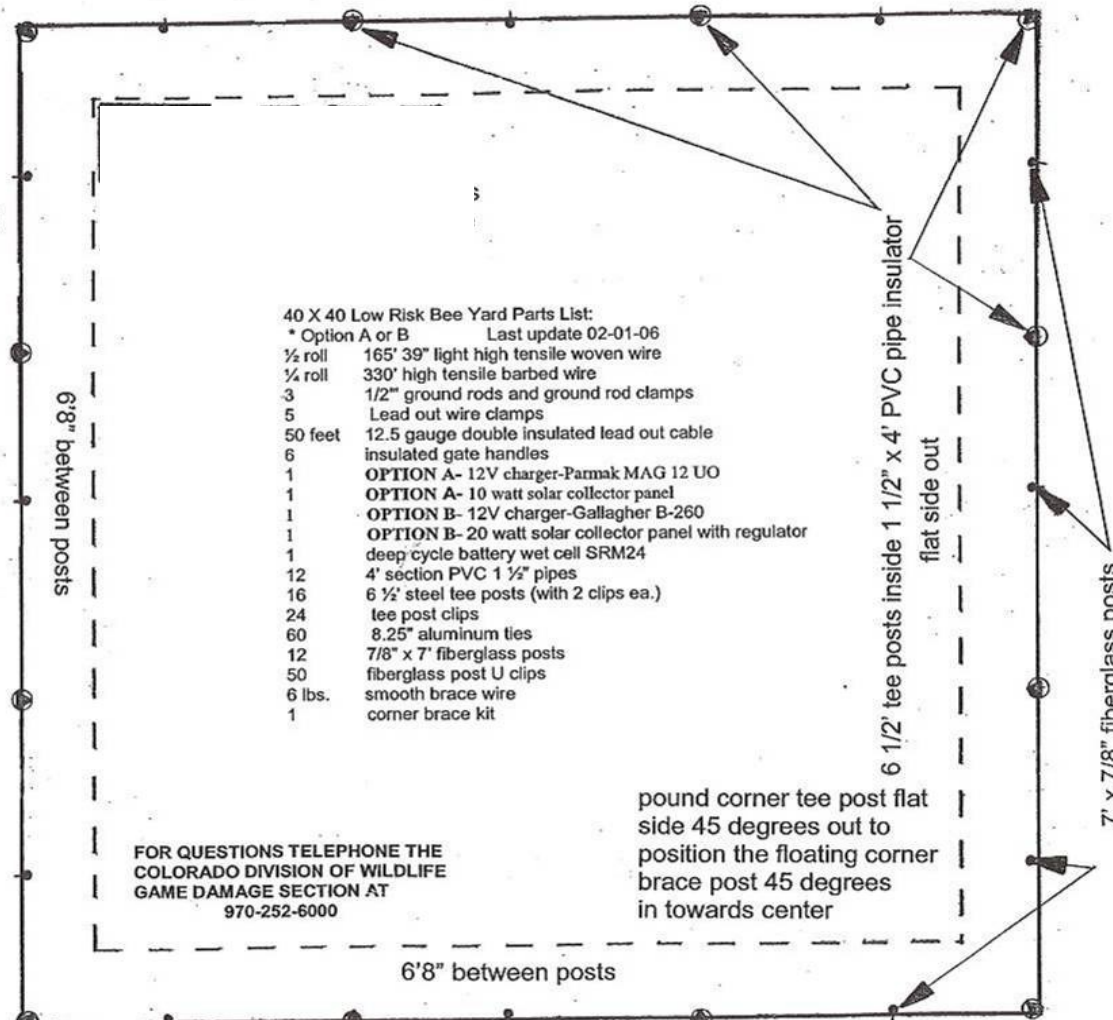 40 X 40 Low Risk Bee Yard Parts List:
* Option A or B Last update 02-01-06
½ roll 165' 39" light high tensile woven wire
¼ roll 330' high tensile barbed wire
3 1/2'" ground rods and ground rod clamps
5 Lead out wire clamps
50 feet 12.5 gauge double insulated lead out cable
6 insulated gate handles
1 OPTION A- 12V charger-Parmak MAG 12 UO
1 OPTION A- 10 watt solar collector panel
1 OPTION B- 12V charger-Gallagher B-260
1 OPTION B- 20 watt solar collector panel with regulator
1 deep cycle battery wet cell SRM24
12 4' section PVC 1 ½" pipes
16 6 ½' steel tee posts (with 2 clips ea.)
24 tee post clips
60 8.25" aluminum ties
12 7/8" x 7' fiberglass posts
50 fiberglass post U clips
6 lbs. smooth brace wire
1 corner brace kit
6'8" between posts
6 1/2' tee posts inside 1 1/2" x 4' PVC pipe insulator
flat side out
7' x 7/8" fiberglass posts
pound corner tee post flat
side 45 degrees out to
position the floating corner
brace post 45 degrees
in towards center
FOR QUESTIONS TELEPHONE THE
COLORADO DIVISION OF WILDLIFE
GAME DAMAGE SECTION AT
970-252-6000
6'8" between posts